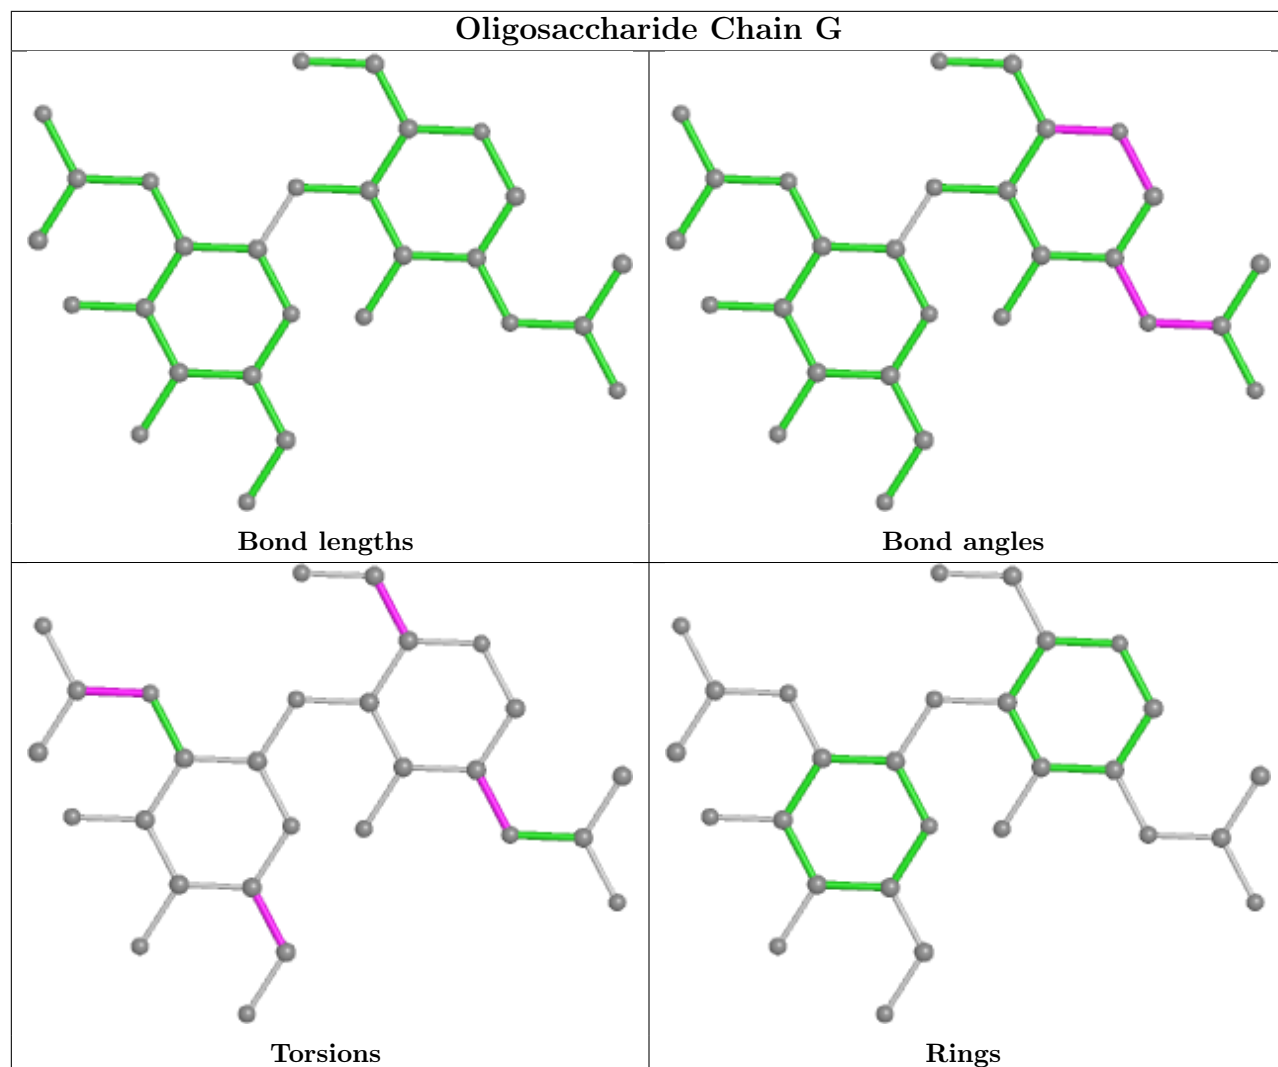 Oligosaccharide Chain G
Bond lengths
Bond angles
Torsions
Rings